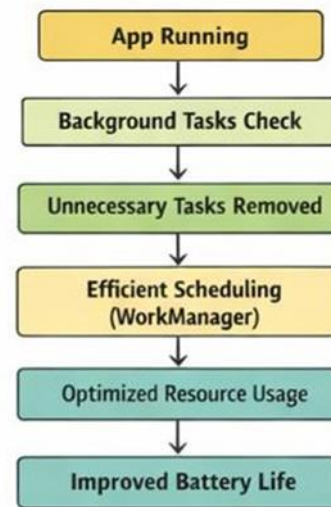 App Running
Background Tasks Check
Unnecessary Tasks Removed
Efficient Scheduling
(WorkManager)
Optimized Resource Usage
Improved Battery Life